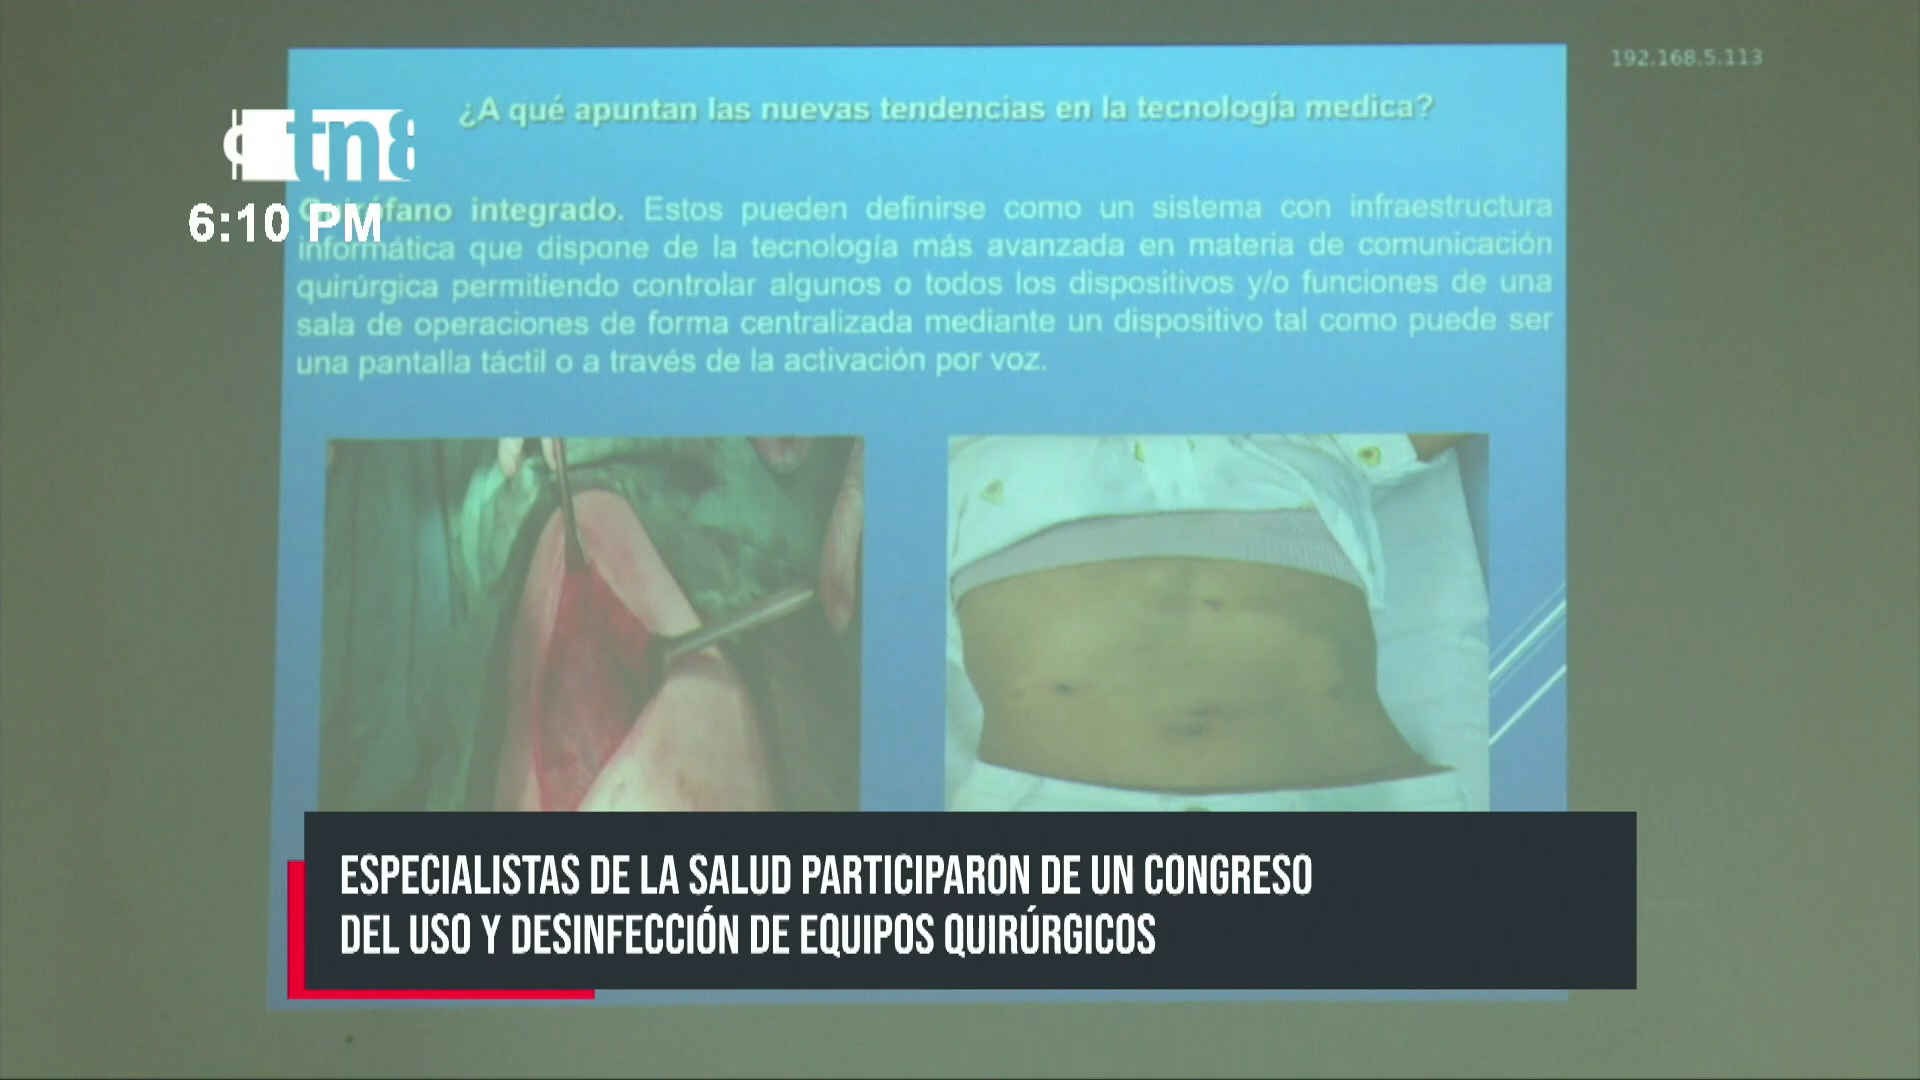 192.168.5.113
¿A qué apuntan las nuevas tendencias en la tecnología medica?
tn8
6:10 PM
Quirófano integrado. Estos pueden definirse como un sistema con infraestructura
informática que dispone de la tecnología más avanzada en materia de comunicación
quirúrgica permitiendo controlar algunos o todos los dispositivos y/o funciones de una
sala de operaciones de forma centralizada mediante un dispositivo tal como puede ser
una pantalla táctil o a través de la activación por voz.
ESPECIALISTAS DE LA SALUD PARTICIPARON DE UN CONGRESO
DEL USO Y DESINFECCIÓN DE EQUIPOS QUIRÚRGICOS